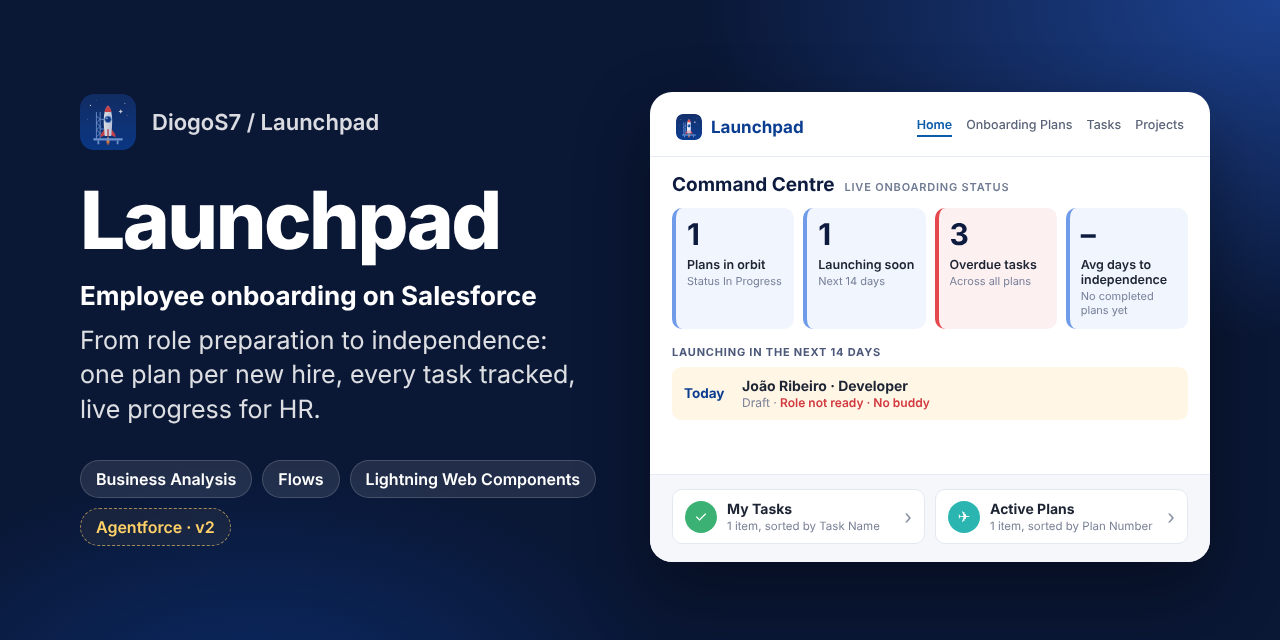 DiogoS7 / Launchpad
Launchpad
Employee onboarding on Salesforce
From role preparation to independence:
one plan per new hire, every task tracked,
live progress for HR.
Business Analysis
Flows
Lightning Web Components
Agentforce · v2
Launchpad
Home
Onboarding Plans
Tasks
Projects
Command Centre
LIVE ONBOARDING STATUS
1
Plans in orbit
Status In Progress
1
Launching soon
Next 14 days
3
Overdue tasks
Across all plans
–
Avg days to
independence
No completed
plans yet
LAUNCHING IN THE NEXT 14 DAYS
Today
João Ribeiro · Developer
Draft · Role not ready · No buddy
My Tasks
1 item, sorted by Task Name
Active Plans
1 item, sorted by Plan Number